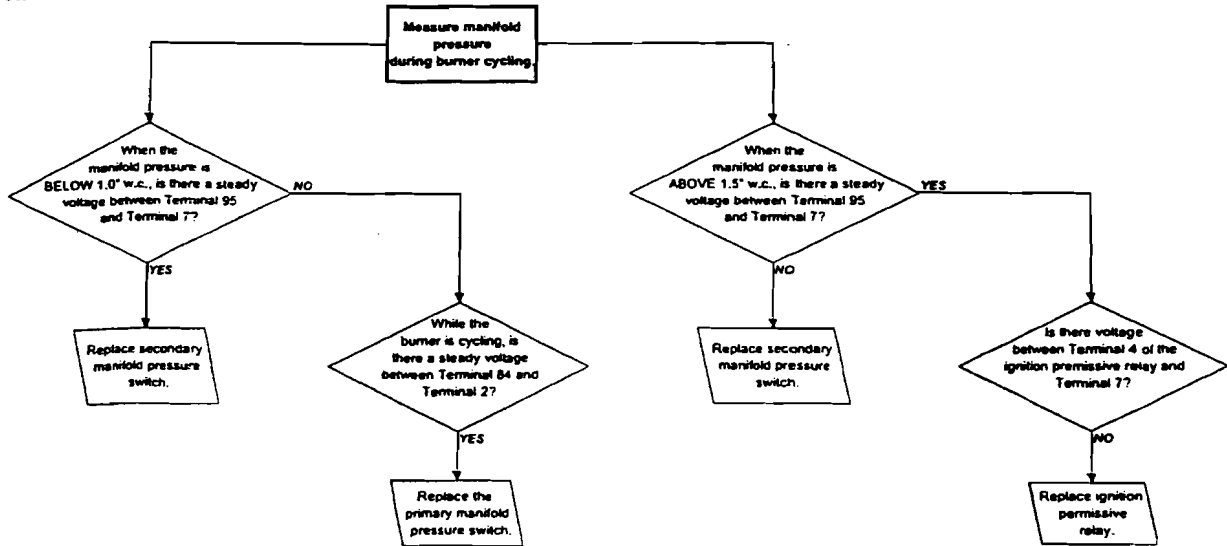 Measure manifold
pressure
during burner cycling.
When the
manifold pressure is
BELOW 1.0" w.c., is there a steady
voltage between Terminal 95
and Terminal 7?
NO
YES
Replace secondary
manifold pressure
switch.
While the
burner is cycling, is
there a steady voltage
between Terminal 84 and
Terminal 2?
YES
Replace the
primary manifold
pressure switch.
When the
manifold pressure is
ABOVE 1.5" w.c., is there a steady
voltage between Terminal 95
and Terminal 7?
YES
NO
Replace secondary
manifold pressure
switch.
Is there voltage
between Terminal 4 of the
ignition premissive relay and
Terminal 7?
NO
Replace ignition
permissive
relay.